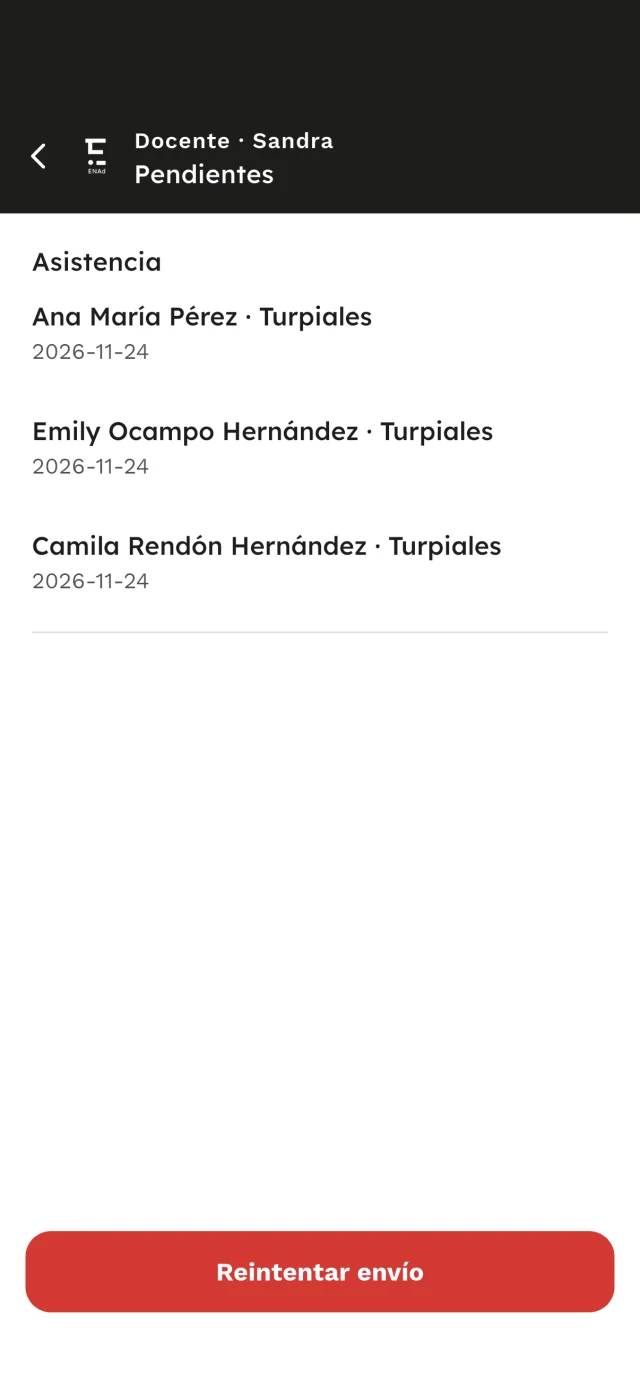 Docente · Sandra
ENAd
Pendientes
Asistencia
Ana María Pérez · Turpiales
2026-11-24
Emily Ocampo Hernández · Turpiales
2026-11-24
Camila Rendón Hernández · Turpiales
2026-11-24
Reintentar envío